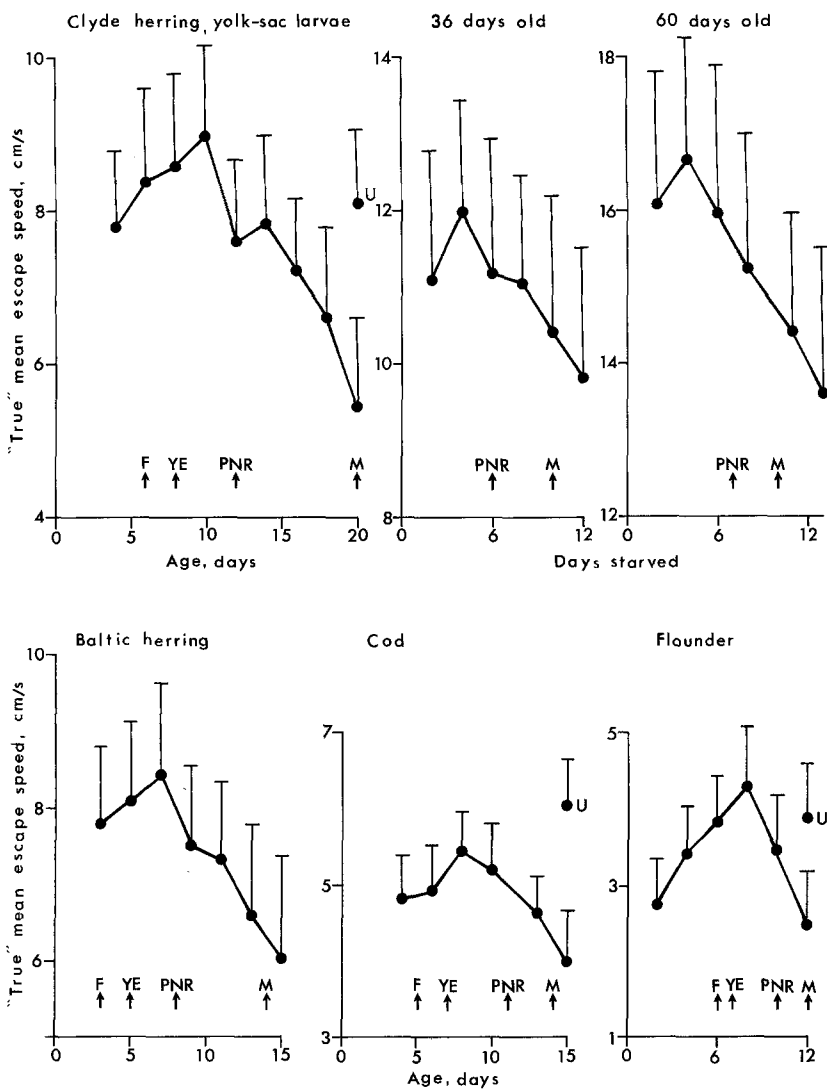 Clyde herring, yolk-sac larvae
36 days old
60 days old
"True" mean escape speed, cm/s
10
8
6
4
F YE PNR M
U
0 5 10 15 20
Age, days
14
12
10
8
PNR M
0 6 12
18
16
14
12
PNR M
0 6 12
Days starved
Baltic herring
Cod
Flounder
"True" mean escape speed, cm/s
10
8
6
F YE PNR M
0 5 10 15
7
5
3
U
F YE PNR M
0 5 10 15
Age, days
5
3
1
U
F YE PNR M
0 6 12